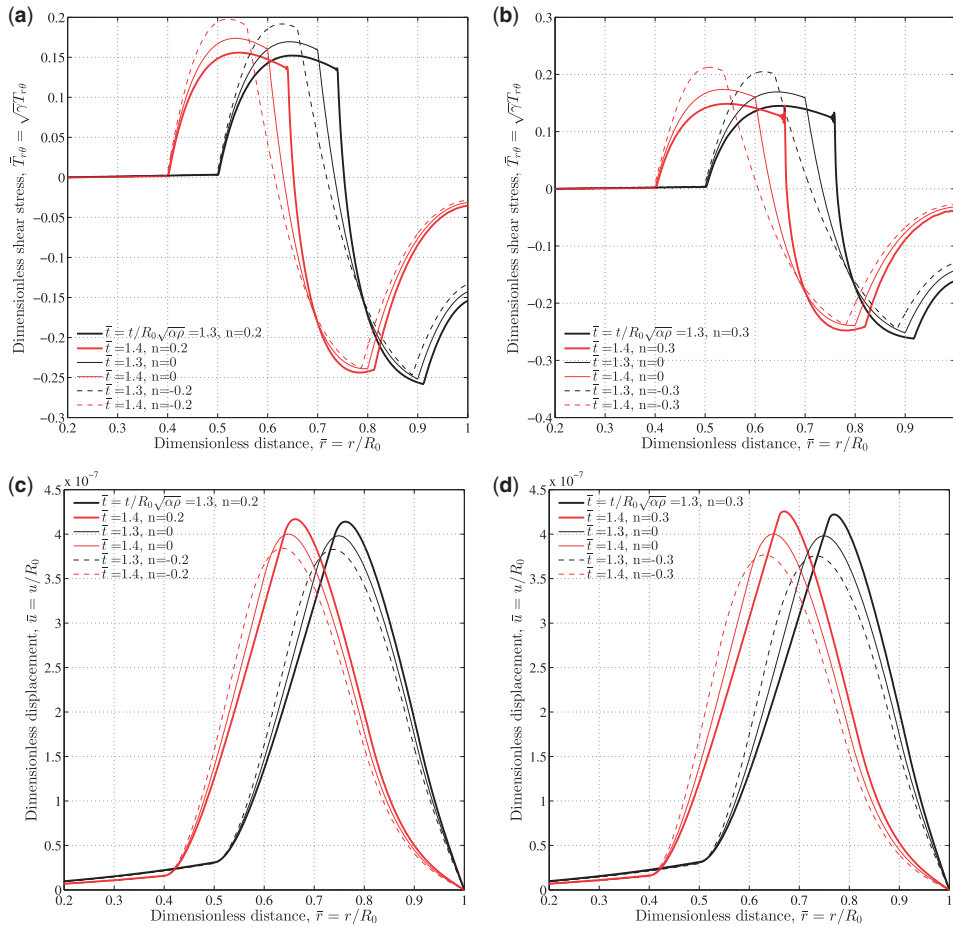 (a)
0.2
0.15
0.1
0.05
0
−0.05
−0.1
−0.15
−0.2
−0.25
−0.3
0.2 0.3 0.4 0.5 0.6 0.7 0.8 0.9 1
Dimensionless shear stress, T̄rθ = √γTrθ
Dimensionless distance, r̄ = r/R0
t̄ = t/R0√αρ =1.3, n=0.2
t̄ =1.4, n=0.2
t̄ =1.3, n=0
t̄ =1.4, n=0
t̄ =1.3, n=-0.2
t̄ =1.4, n=-0.2
(b)
0.3
0.2
0.1
0
−0.1
−0.2
−0.3
−0.4
0.2 0.3 0.4 0.5 0.6 0.7 0.8 0.9 1
Dimensionless shear stress, T̄rθ = √γTrθ
Dimensionless distance, r̄ = r/R0
t̄ = t/R0√αρ =1.3, n=0.3
t̄ =1.4, n=0.3
t̄ =1.3, n=0
t̄ =1.4, n=0
t̄ =1.3, n=-0.3
t̄ =1.4, n=-0.3
(c)
x 10⁻⁷
4.5
4
3.5
3
2.5
2
1.5
1
0.5
0
0.2 0.3 0.4 0.5 0.6 0.7 0.8 0.9 1
Dimensionless displacement, ū = u/R0
Dimensionless distance, r̄ = r/R0
t̄ = t/R0√αρ =1.3, n=0.2
t̄ =1.4, n=0.2
t̄ =1.3, n=0
t̄ =1.4, n=0
t̄ =1.3, n=-0.2
t̄ =1.4, n=-0.2
(d)
x 10⁻⁷
4.5
4
3.5
3
2.5
2
1.5
1
0.5
0
0.2 0.3 0.4 0.5 0.6 0.7 0.8 0.9 1
Dimensionless displacement, ū = u/R0
Dimensionless distance, r̄ = r/R0
t̄ = t/R0√αρ =1.3, n=0.3
t̄ =1.4, n=0.3
t̄ =1.3, n=0
t̄ =1.4, n=0
t̄ =1.3, n=-0.3
t̄ =1.4, n=-0.3